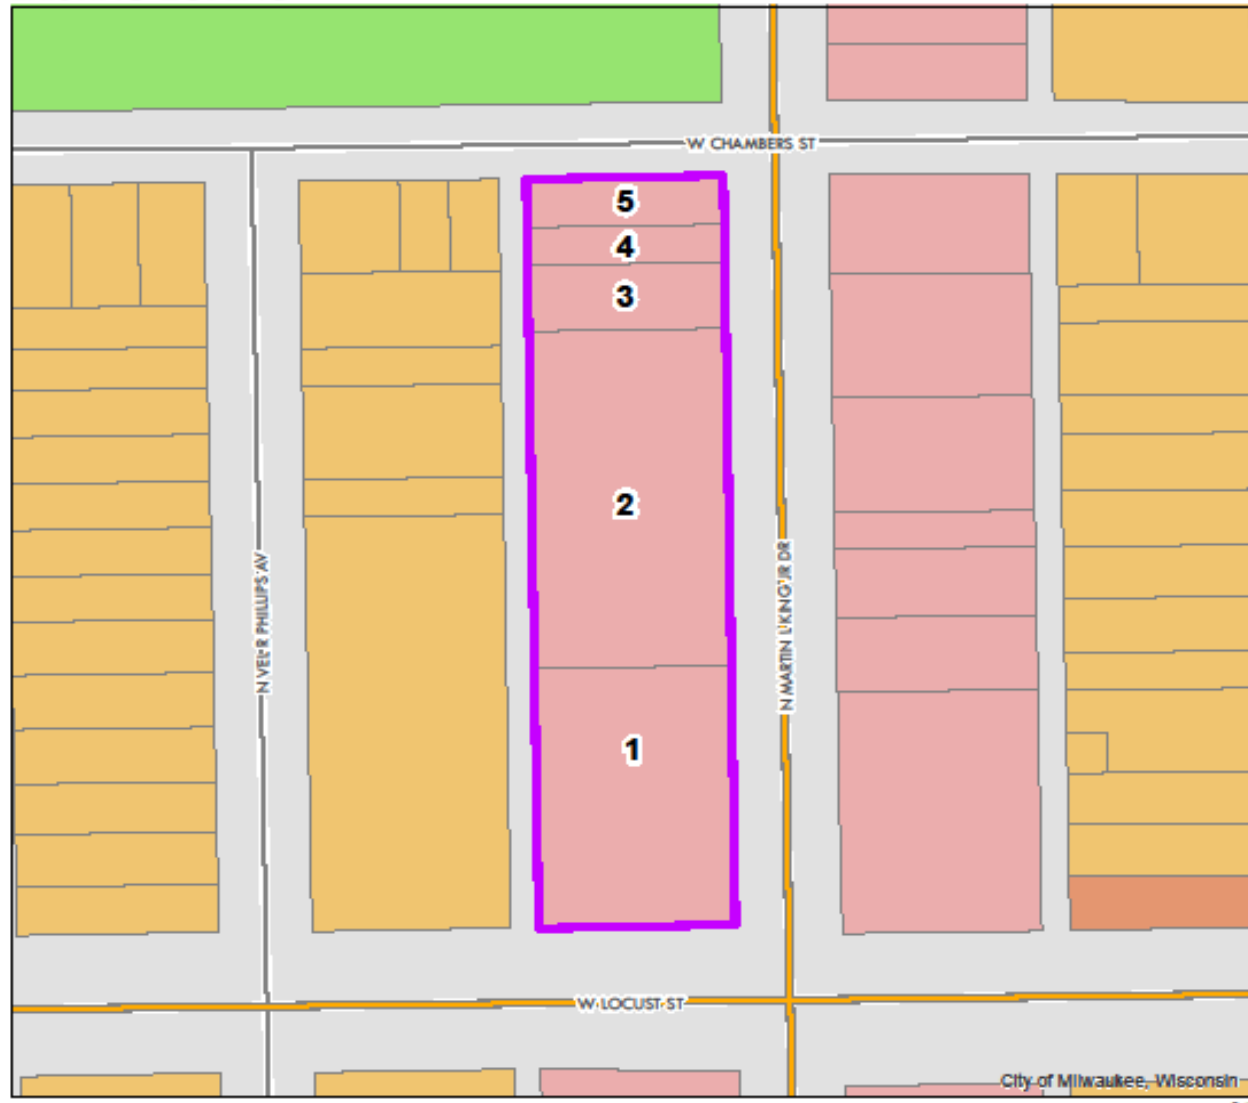 W CHAMBERS ST
5
4
3
2
N VEL R PHILLIPS AV
N MARTIN L KING JR DR
1
W LOCUST ST
City of Milwaukee, Wisconsin